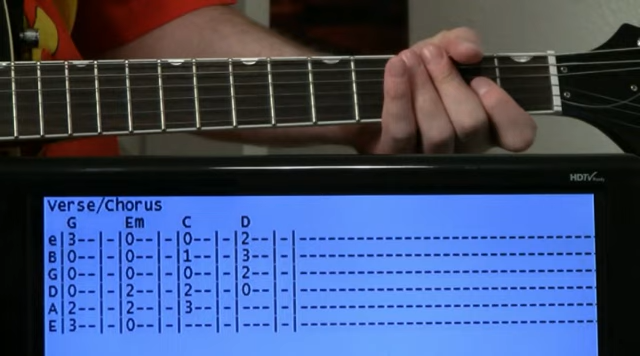 HDTV
Verse/Chorus
G Em C D
e|3--|-|0--|-|0--|-|2--|-|------------------------------
B|0--|-|0--|-|1--|-|3--|-|------------------------------
G|0--|-|0--|-|0--|-|2--|-|------------------------------
D|0--|-|2--|-|2--|-|0--|-|------------------------------
A|2--|-|2--|-|3--|-|---|-|------------------------------
E|3--|-|0--|-|---|-|---|-|------------------------------